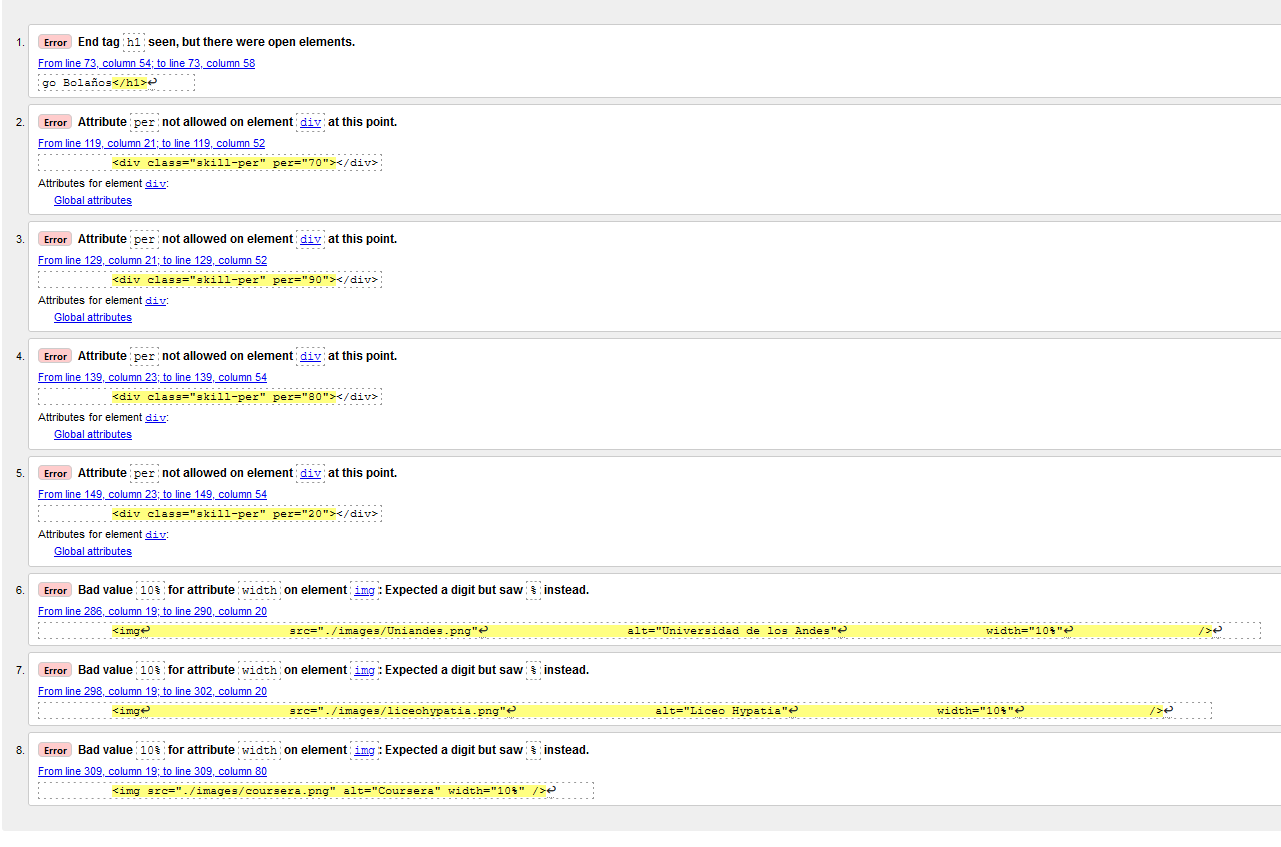 1. Error End tag h1 seen, but there were open elements.
From line 73, column 54; to line 73, column 58
go Bolaños</h1>↩
2. Error Attribute per not allowed on element div at this point.
From line 119, column 21; to line 119, column 52
<div class="skill-per" per="70"></div>
Attributes for element div:
Global attributes
3. Error Attribute per not allowed on element div at this point.
From line 129, column 21; to line 129, column 52
<div class="skill-per" per="90"></div>
Attributes for element div:
Global attributes
4. Error Attribute per not allowed on element div at this point.
From line 139, column 23; to line 139, column 54
<div class="skill-per" per="80"></div>
Attributes for element div:
Global attributes
5. Error Attribute per not allowed on element div at this point.
From line 149, column 23; to line 149, column 54
<div class="skill-per" per="20"></div>
Attributes for element div:
Global attributes
6. Error Bad value 10% for attribute width on element img: Expected a digit but saw % instead.
From line 286, column 19; to line 290, column 20
<img↩ src="./images/Uniandes.png"↩ alt="Universidad de los Andes"↩ width="10%"↩ />↩
7. Error Bad value 10% for attribute width on element img: Expected a digit but saw % instead.
From line 298, column 19; to line 302, column 20
<img↩ src="./images/liceohypatia.png"↩ alt="Liceo Hypatia"↩ width="10%"↩ />↩
8. Error Bad value 10% for attribute width on element img: Expected a digit but saw % instead.
From line 309, column 19; to line 309, column 80
<img src="./images/coursera.png" alt="Coursera" width="10%" />↩